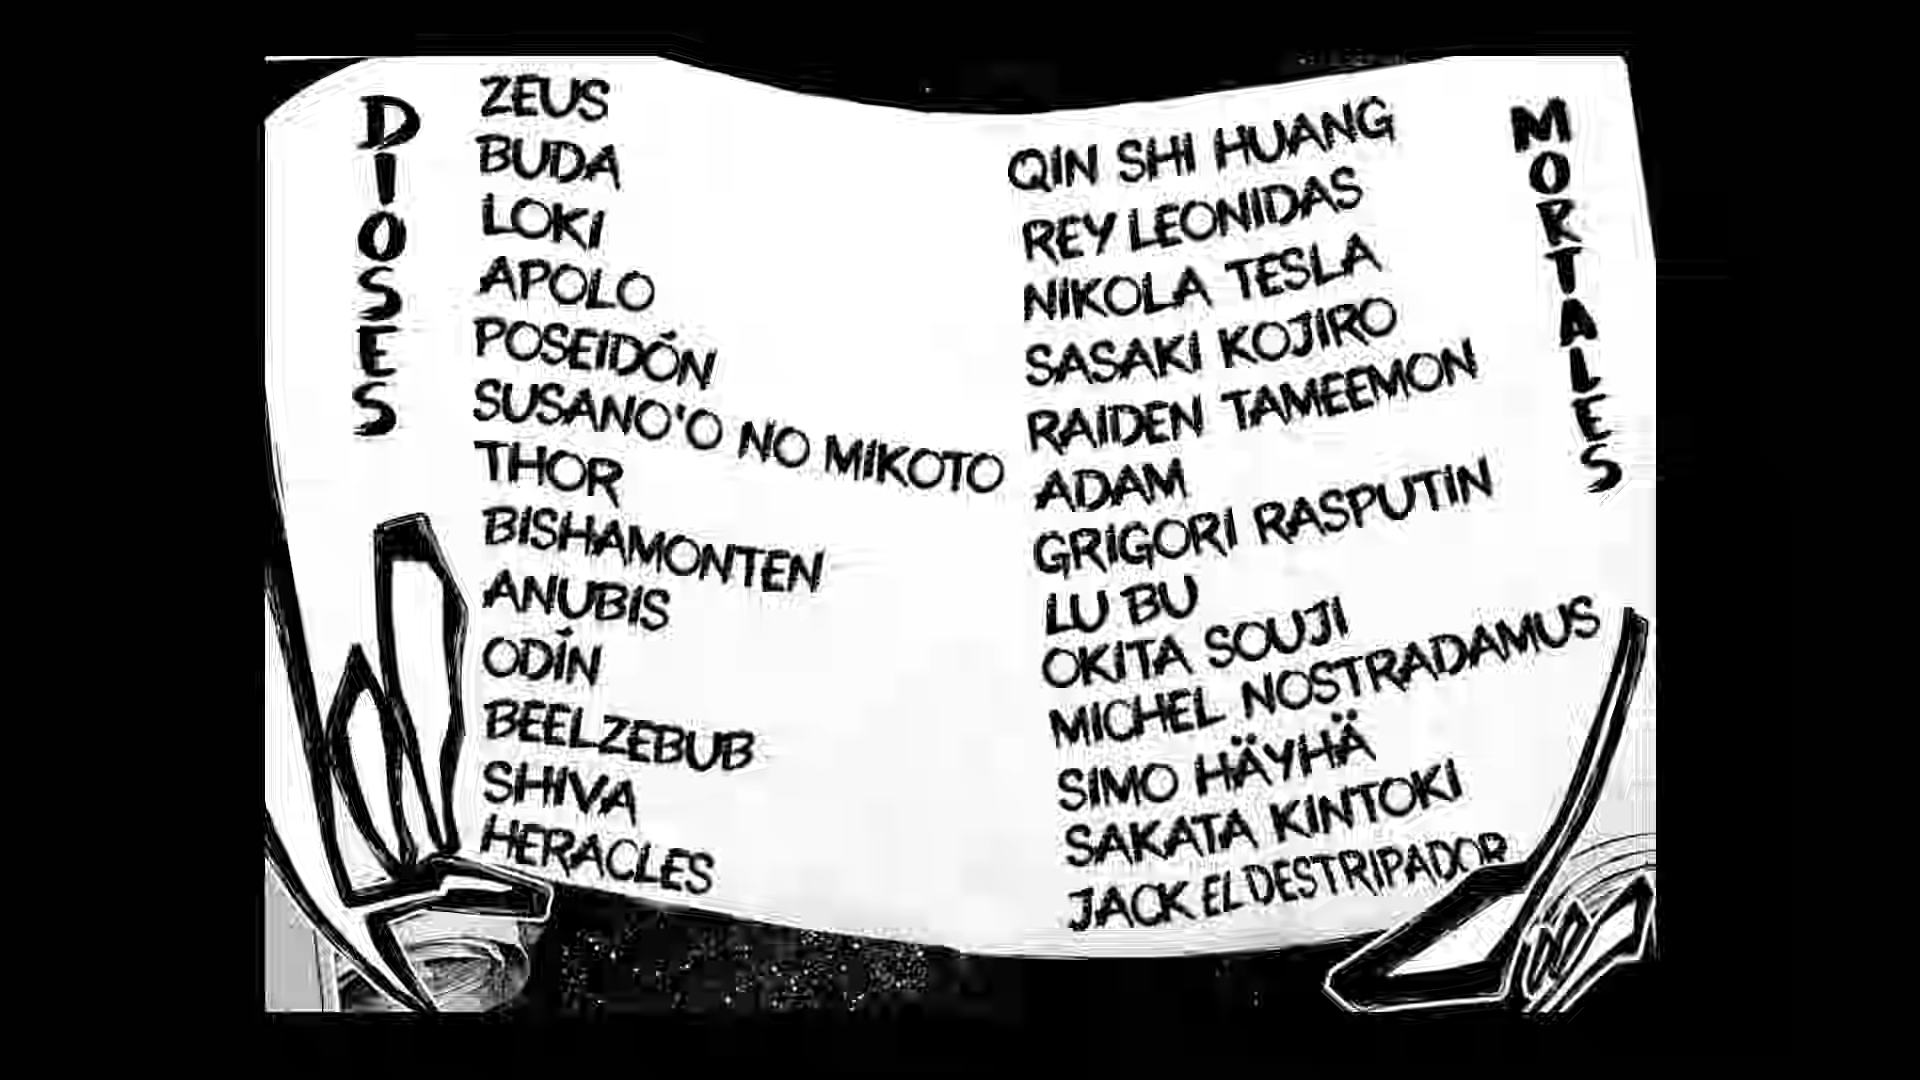 DIOSES
ZEUS
BUDA
LOKI
APOLO
POSEIDÓN
SUSANO'O NO MIKOTO
THOR
BISHAMONTEN
ANUBIS
ODÍN
BEELZEBUB
SHIVA
HERACLES
MORTALES
QIN SHI HUANG
REY LEONIDAS
NIKOLA TESLA
SASAKI KOJIRO
RAIDEN TAMEEMON
ADAM
GRIGORI RASPUTIN
LU BU
OKITA SOUJI
MICHEL NOSTRADAMUS
SIMO HÄYHÄ
SAKATA KINTOKI
JACK EL DESTRIPADOR